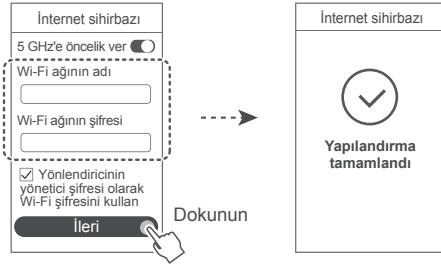 İnternet sihirbazı
5 GHz'e öncelik ver
Wi-Fi ağının adı
Wi-Fi ağının şifresi
Yönlendiricinin
yönetici şifresi olarak
Wi-Fi şifresini kullan
İleri
Dokunun
İnternet sihirbazı
Yapılandırma
tamamlandı